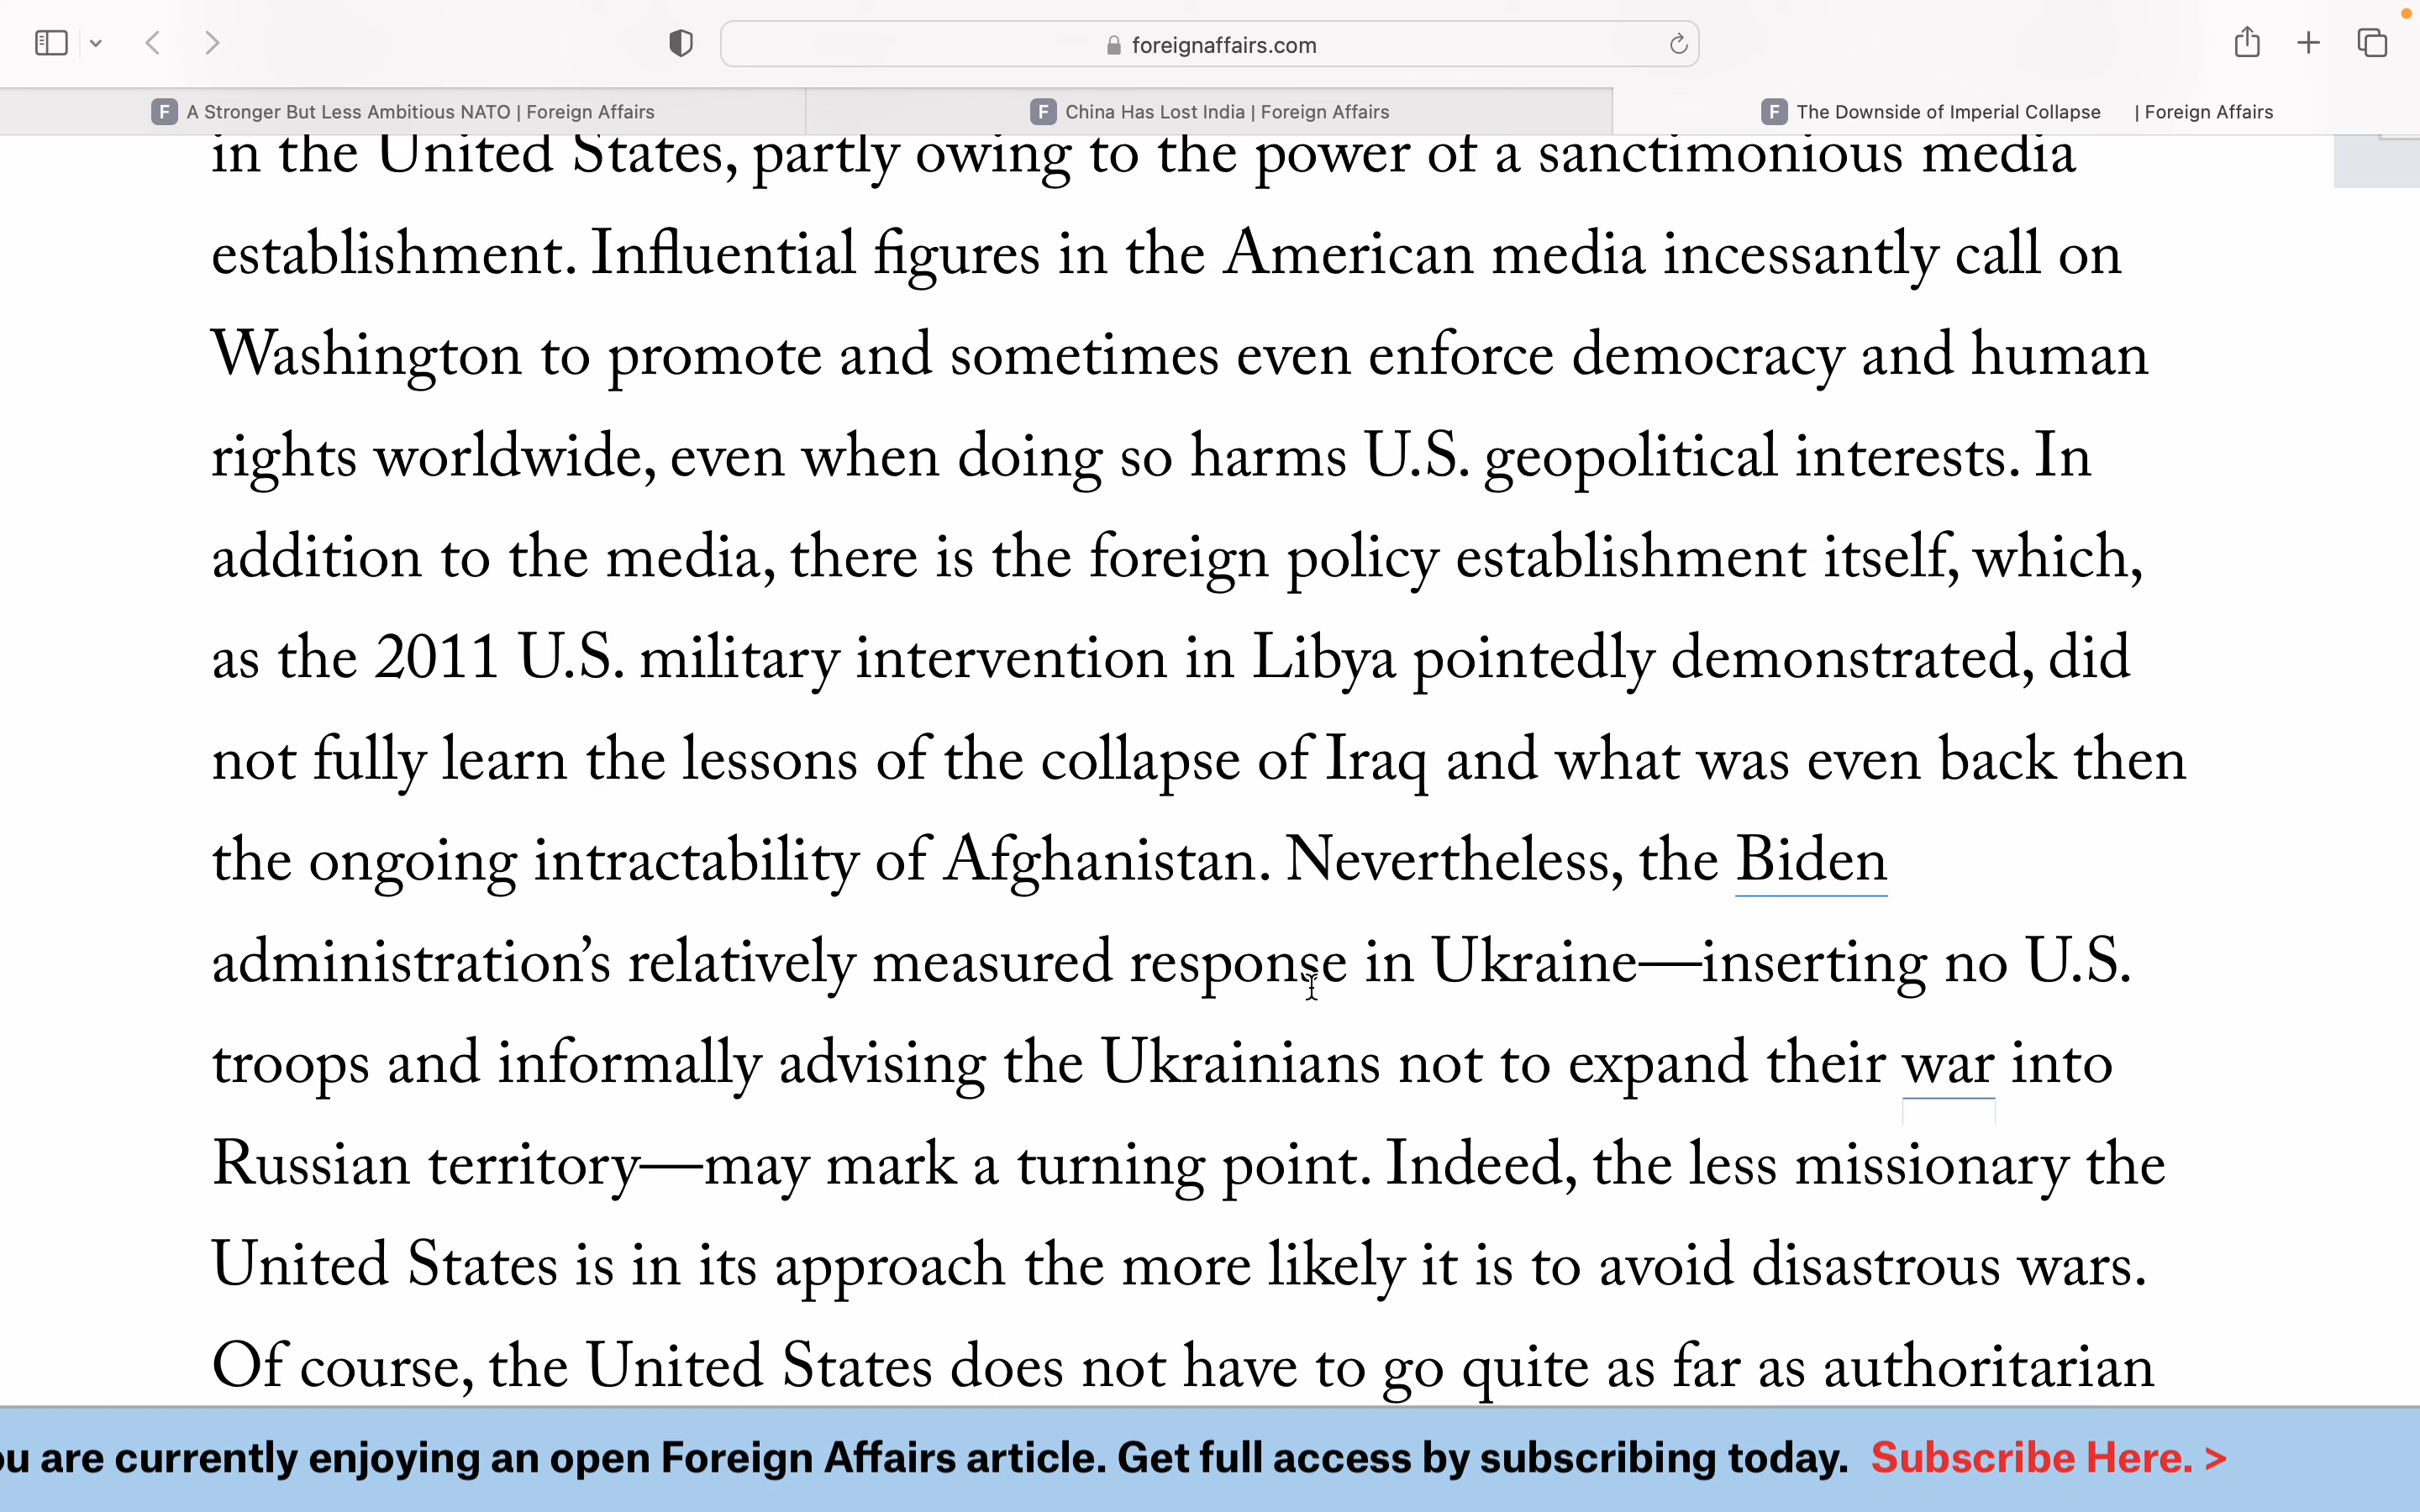 foreignaffairs.com
F A Stronger But Less Ambitious NATO | Foreign Affairs
F China Has Lost India | Foreign Affairs
F The Downside of Imperial Collapse | Foreign Affairs
in the United States, partly owing to the power of a sanctimonious media
establishment. Influential figures in the American media incessantly call on
Washington to promote and sometimes even enforce democracy and human
rights worldwide, even when doing so harms U.S. geopolitical interests. In
addition to the media, there is the foreign policy establishment itself, which,
as the 2011 U.S. military intervention in Libya pointedly demonstrated, did
not fully learn the lessons of the collapse of Iraq and what was even back then
the ongoing intractability of Afghanistan. Nevertheless, the Biden
administration’s relatively measured response in Ukraine—inserting no U.S.
troops and informally advising the Ukrainians not to expand their war into
Russian territory—may mark a turning point. Indeed, the less missionary the
United States is in its approach the more likely it is to avoid disastrous wars.
Of course, the United States does not have to go quite as far as authoritarian
ou are currently enjoying an open Foreign Affairs article. Get full access by subscribing today. Subscribe Here. >